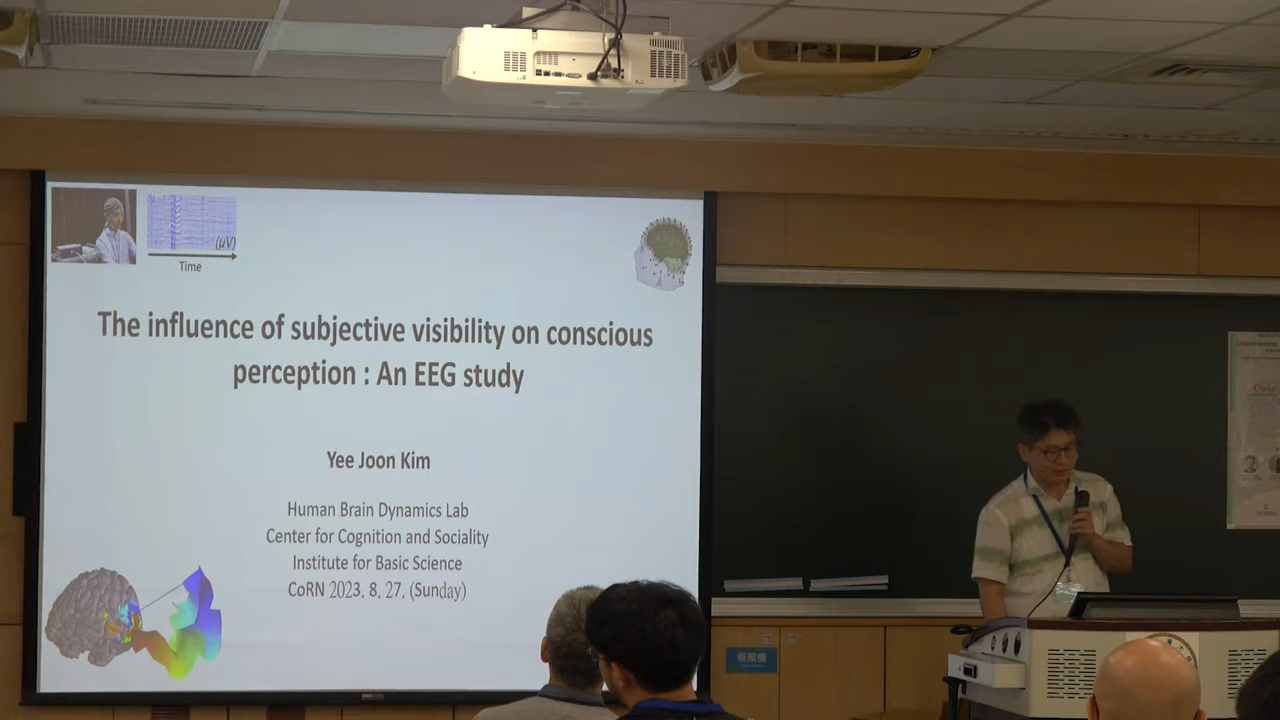 (μV)
Time
The influence of subjective visibility on conscious
perception : An EEG study
Yee Joon Kim
Human Brain Dynamics Lab
Center for Cognition and Sociality
Institute for Basic Science
CoRN 2023. 8. 27. (Sunday)